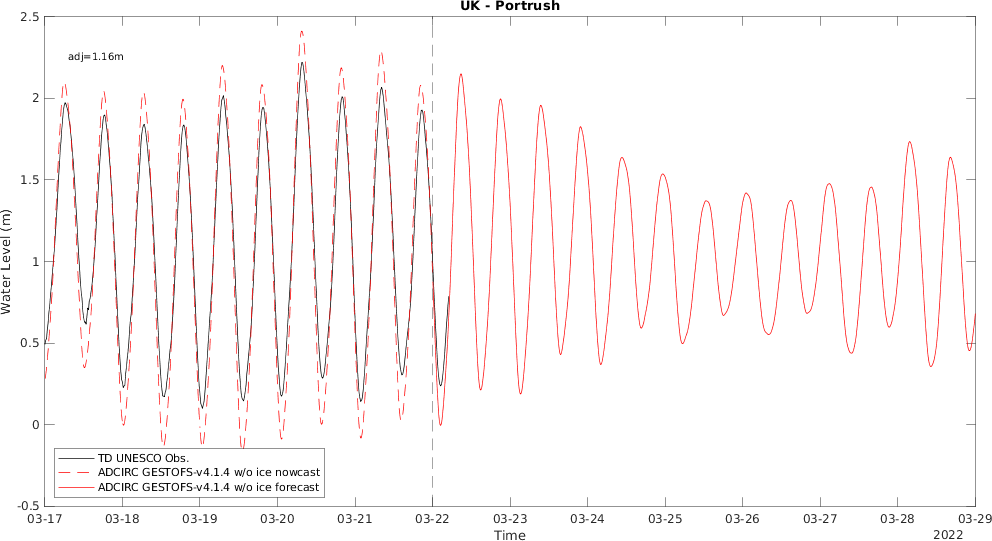 UK - Portrush
2.5
adj=1.16m
2
1.5
1
0.5
0
-0.5
Water Level (m)
TD UNESCO Obs.
ADCIRC GESTOFS-v4.1.4 w/o ice nowcast
ADCIRC GESTOFS-v4.1.4 w/o ice forecast
03-17 03-18 03-19 03-20 03-21 03-22 03-23 03-24 03-25 03-26 03-27 03-28 03-29
Time
2022